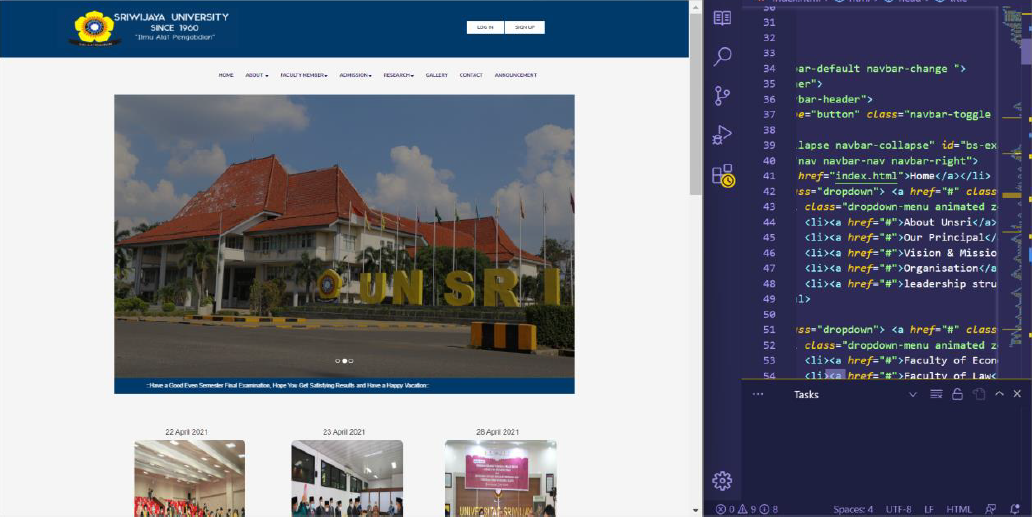 SRIWIJAYA UNIVERSITY
SINCE 1960
"Ilmu Alat Pengabdian"
LOG IN SIGN UP
HOME ABOUT FACULTY MEMBER ADMISSION RESEARCH GALLERY CONTACT ANNOUNCEMENT
UNSRI
::Have a Good Even Semester Final Examination, Hope You Get Satisfying Results and Have a Happy Vacation::
22 April 2021 23 April 2021 28 April 2021
UNIVERSITAS SRIWIJAY
31
32
33
34 bar-default navbar-change ">
35 ner">
36 vbar-header">
37 pe="button" class="navbar-toggle
38
39 llapse navbar-collapse" id="bs-ex
40 nav navbar-nav navbar-right">
41 href="index.html">Home</a></li>
42 ass="dropdown"> <a href="#" class
43 class="dropdown-menu animated z
44 <li><a href="#">About Unsri</a>
45 <li><a href="#">Our Principal</
46 <li><a href="#">Vision & Missio
47 <li><a href="#">Organisation</a
48 <li><a href="#">leadership stru
49 ul>
50
51 ass="dropdown"> <a href="#" class
52 class="dropdown-menu animated z
53 <li><a href="#">Faculty of Econ
54 <li><a href="#">Faculty of Law<
Tasks
0 9 8 Spaces: 4 UTF-8 LF HTML